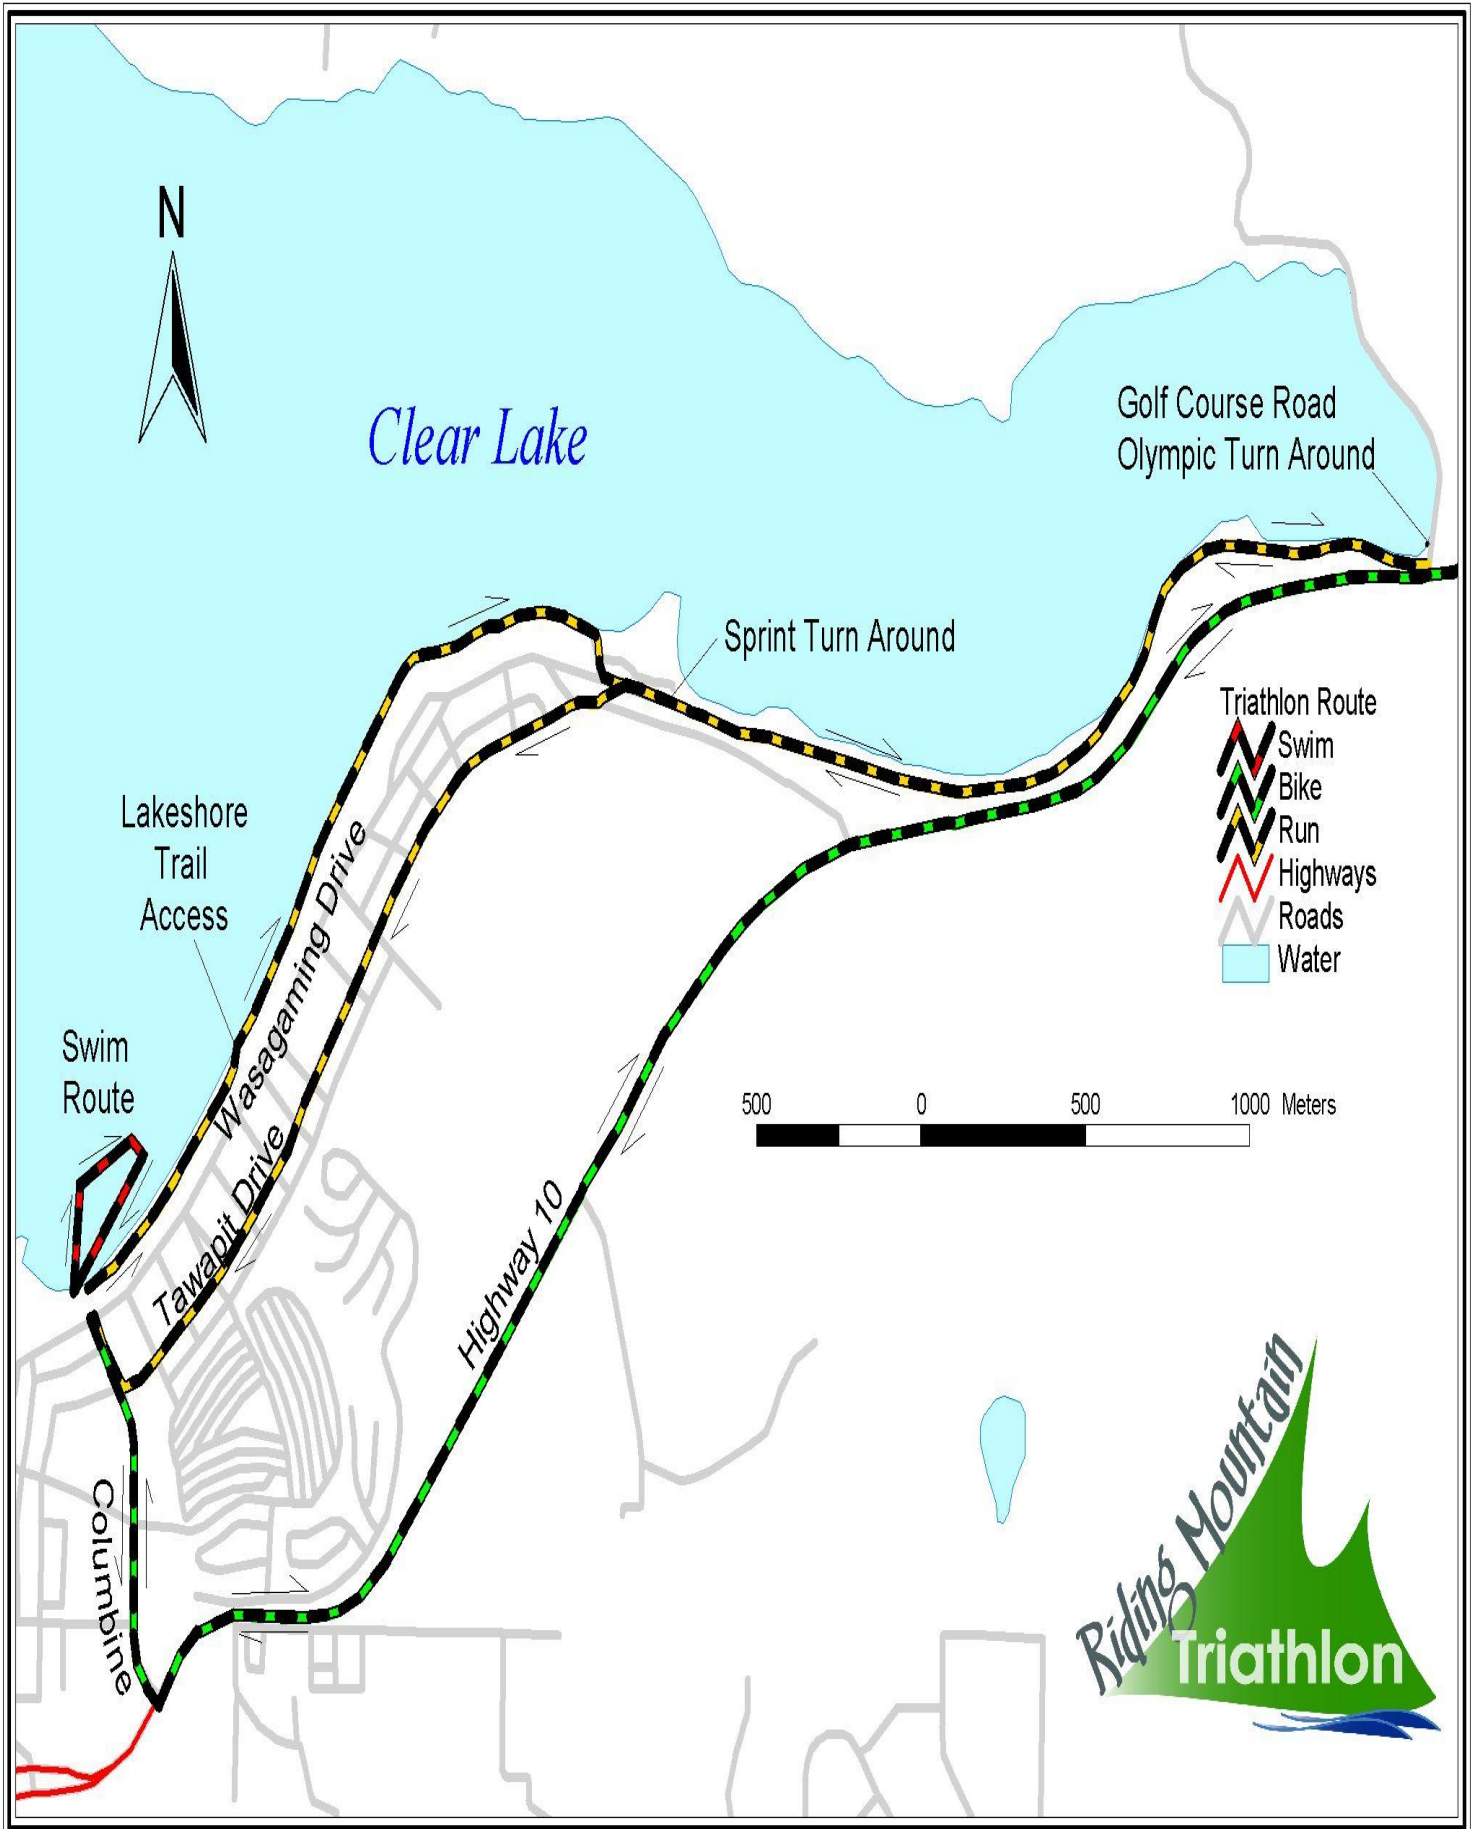 N
Clear Lake
Golf Course Road
Olympic Turn Around
Sprint Turn Around
Triathlon Route
Swim
Bike
Run
Highways
Roads
Water
Lakeshore
Trail
Access
Wasagaming Drive
Swim
Route
500 0 500 1000 Meters
Tawapit Drive
Highway 10
Columbine
Riding Mountain
Triathlon